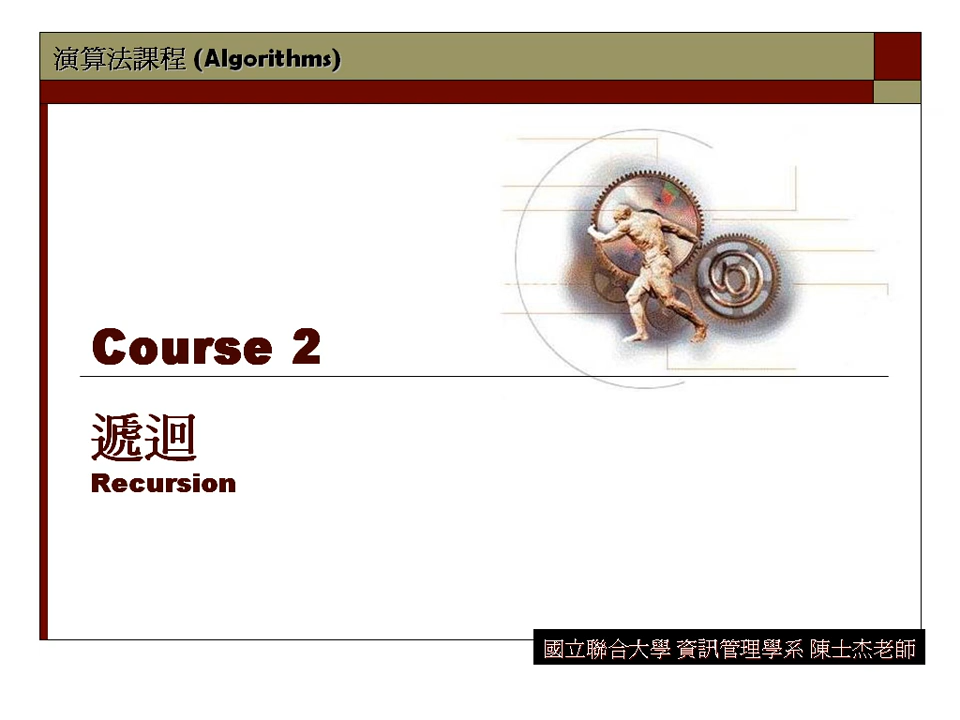 演算法課程 (Algorithms)
Course 2
遞迴
Recursion
國立聯合大學 資訊管理學系 陳士杰老師